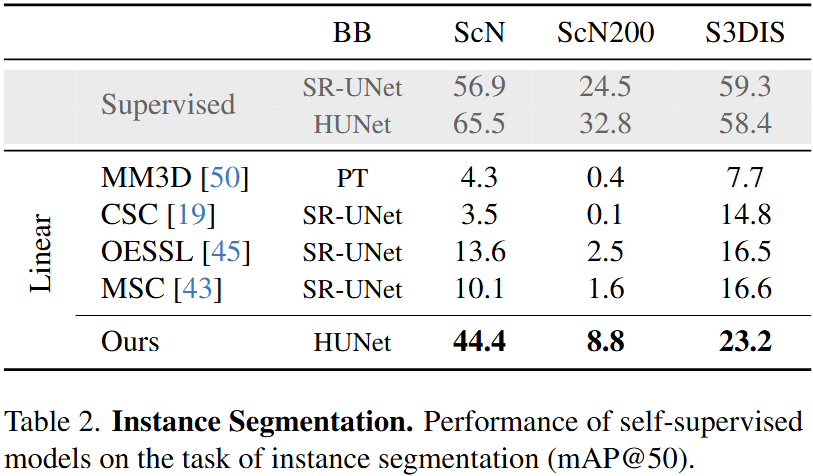 BB ScN ScN200 S3DIS
Supervised
SR-UNet 56.9 24.5 59.3
HUNet 65.5 32.8 58.4
Linear
MM3D [50] PT 4.3 0.4 7.7
CSC [19] SR-UNet 3.5 0.1 14.8
OESSL [45] SR-UNet 13.6 2.5 16.5
MSC [43] SR-UNet 10.1 1.6 16.6
Ours HUNet 44.4 8.8 23.2
Table 2. Instance Segmentation. Performance of self-supervised
models on the task of instance segmentation (mAP@50).